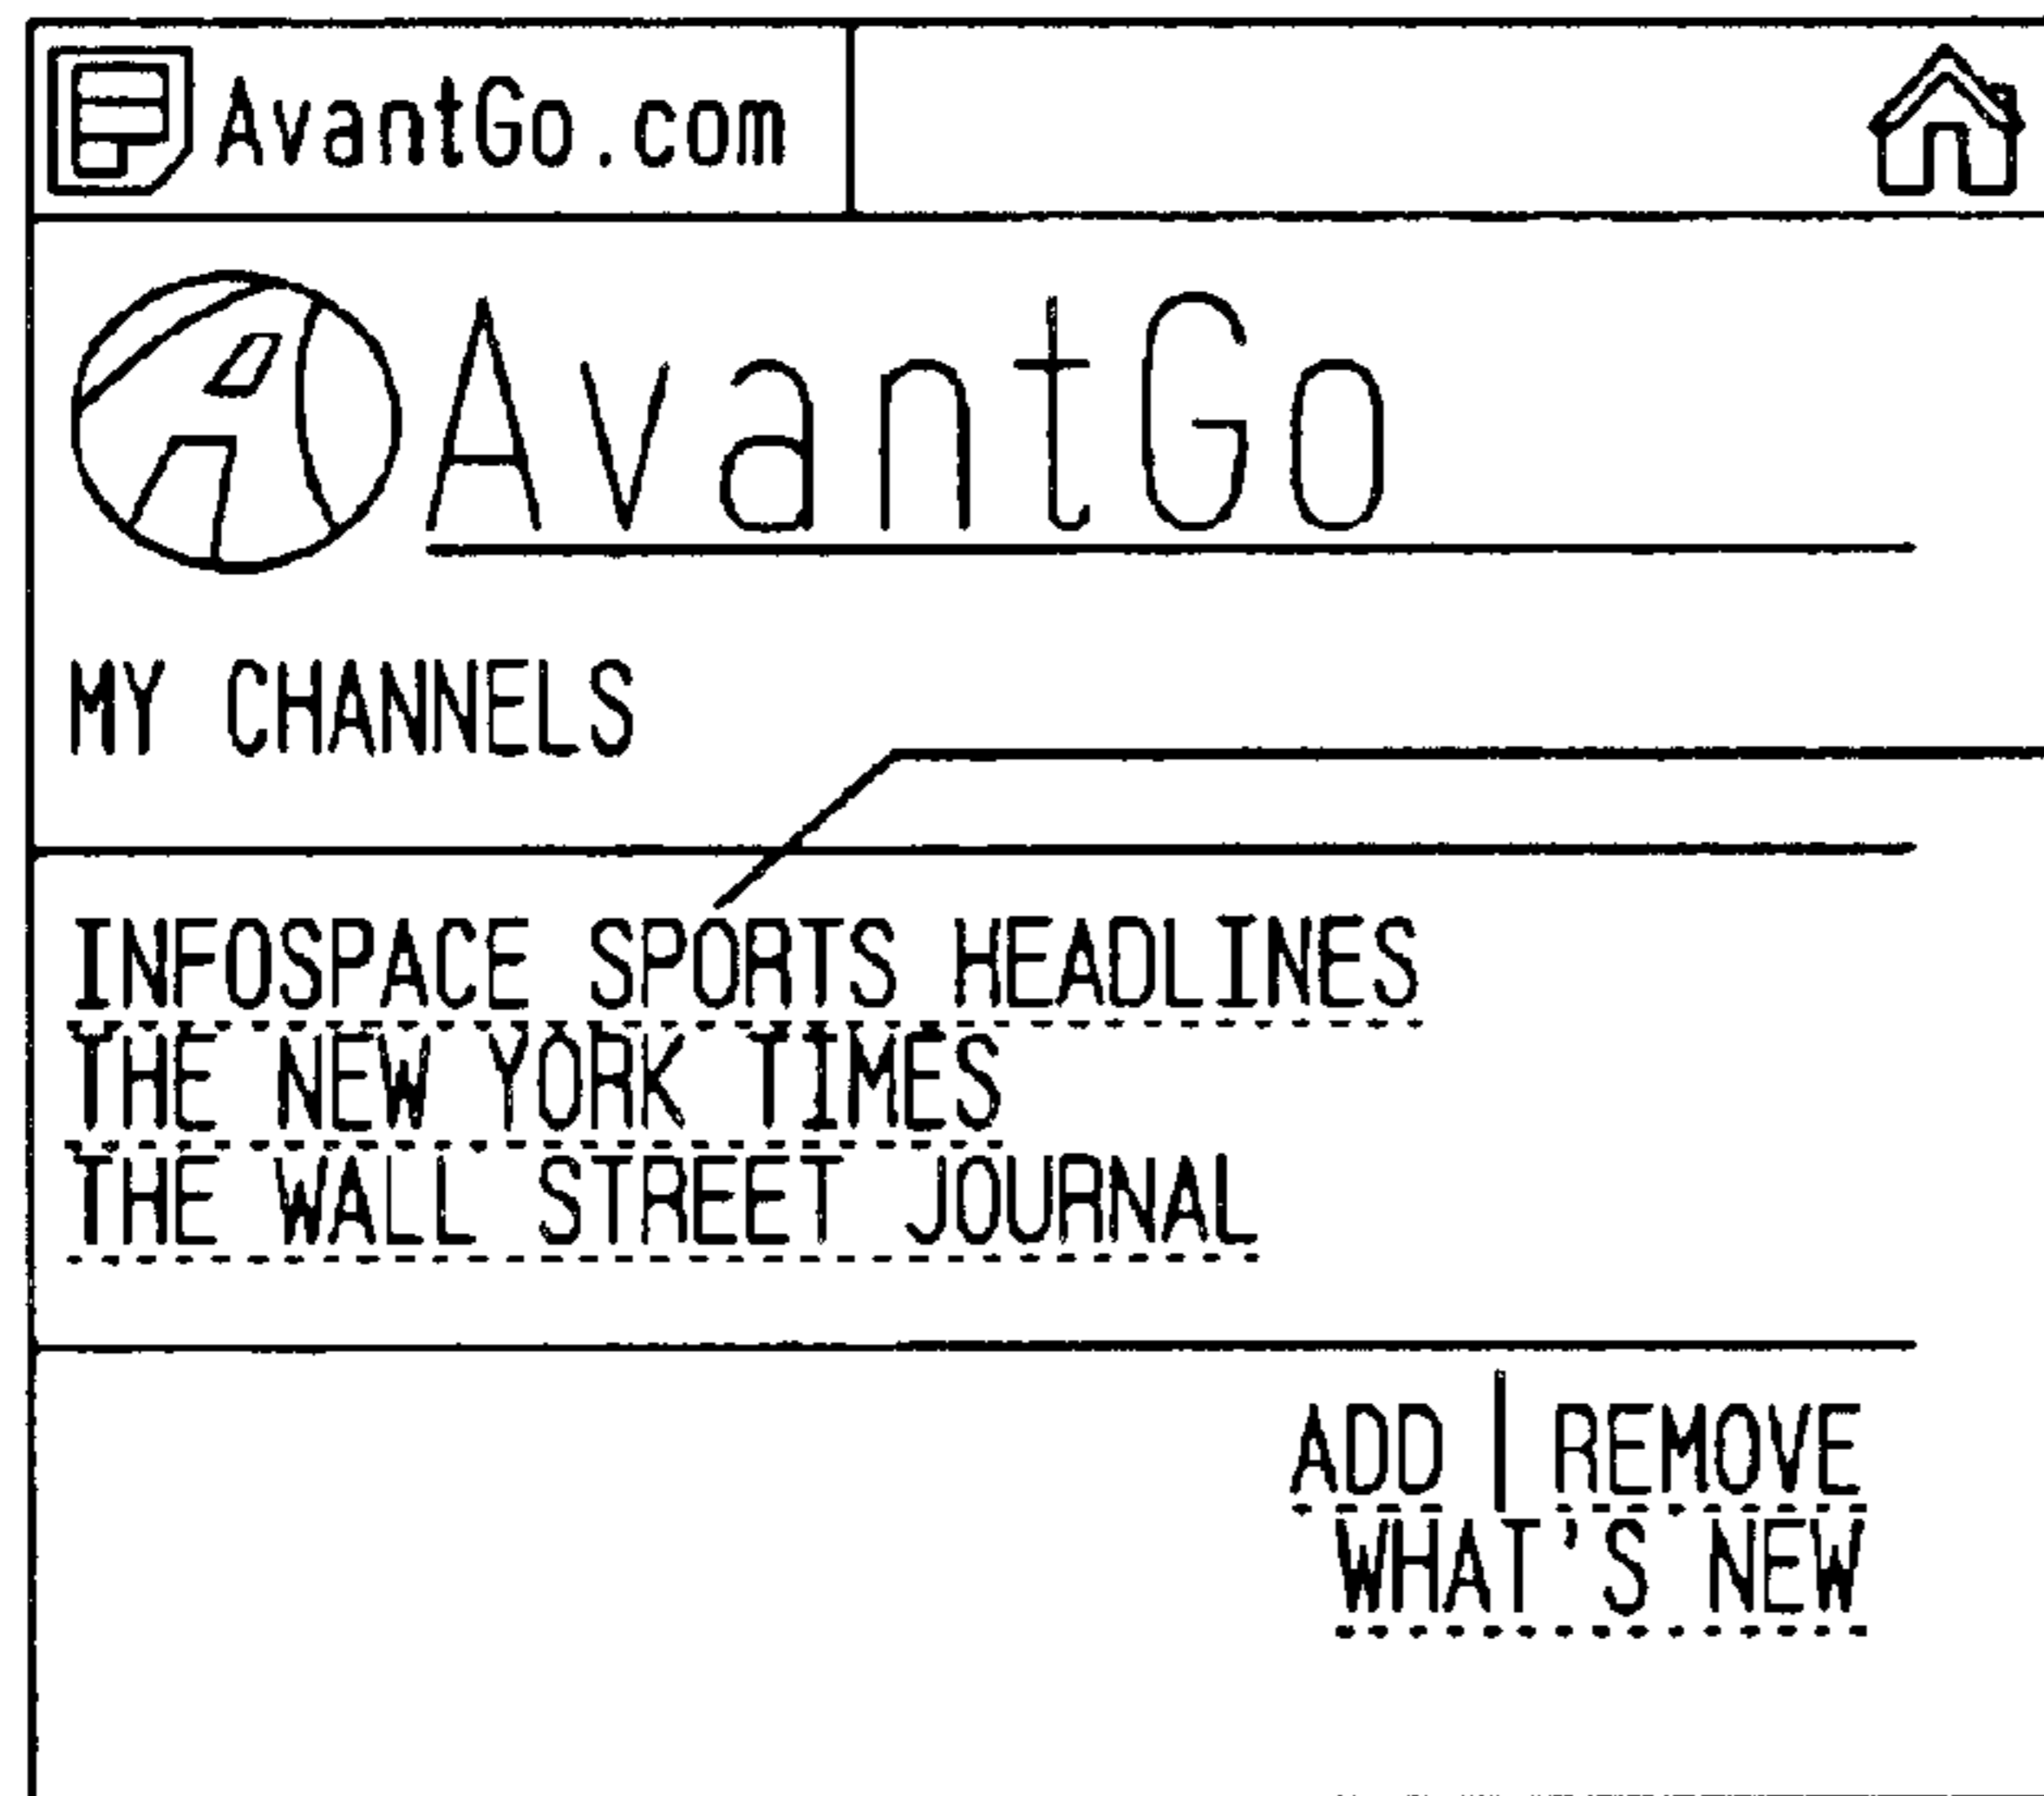 AvantGo.com
AvantGo
MY CHANNELS
INFOSPACE SPORTS HEADLINES
THE NEW YORK TIMES
THE WALL STREET JOURNAL
ADD | REMOVE
WHAT'S NEW